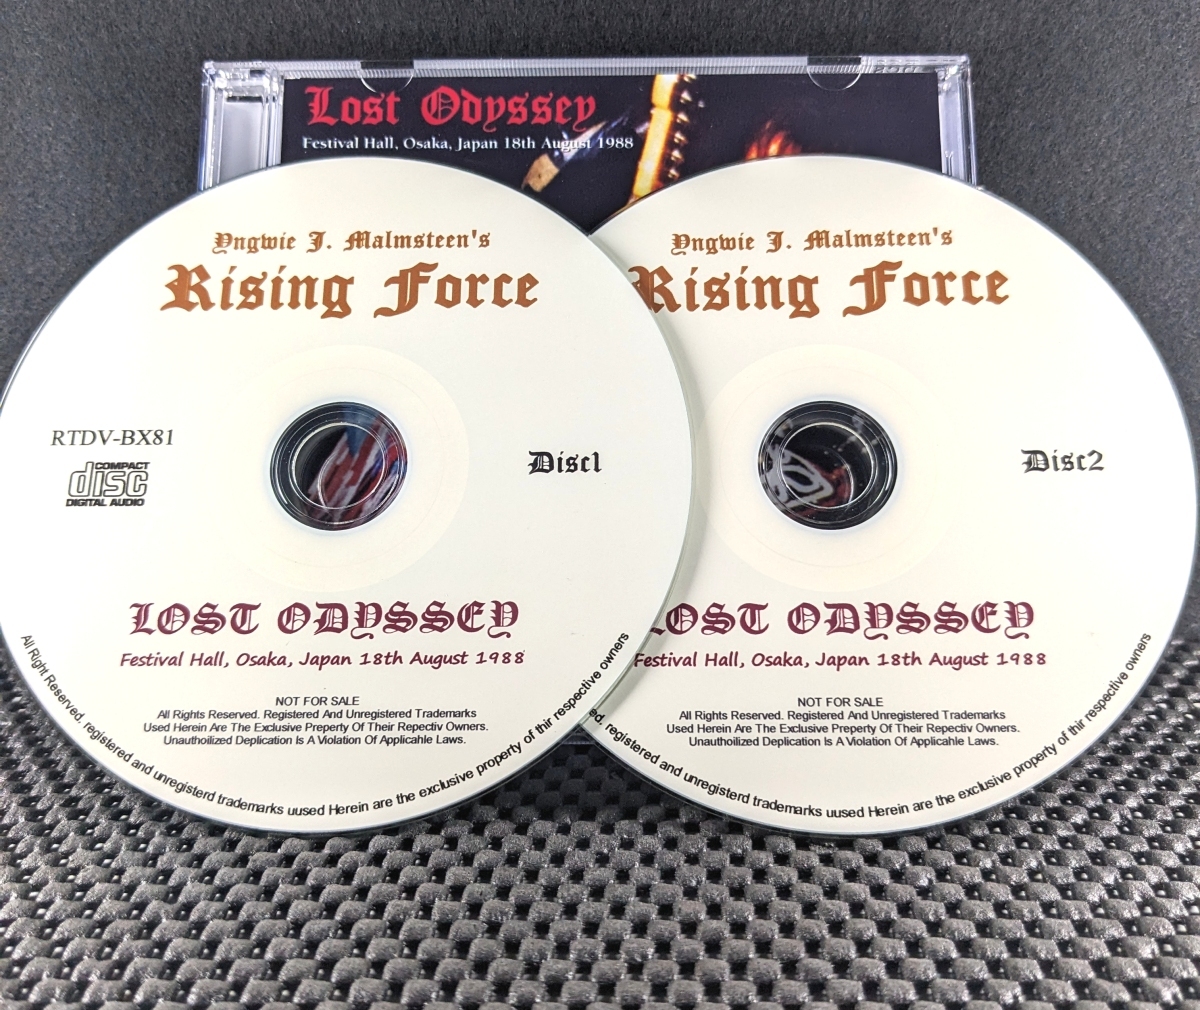 Lost Odyssey
Festival Hall, Osaka, Japan 18th August 1988
Yngwie J. Malmsteen's
Rising Force
RTDV-BX81
COMPACT
disc
DIGITAL AUDIO
Disc1
LOST ODYSSEY
Festival Hall, Osaka, Japan 18th August 1988
NOT FOR SALE
All Rights Reserved. Registered And Unregistered Trademarks
Used Herein Are The Exclusive Preperty Of Their Repectiv Owners.
Unauthoilized Deplication Is A Violation Of Applicahle Laws.
All Right Reserved. registered and unregisterd trademarks uused Herein are the exclusive property of thir respective owners
Yngwie J. Malmsteen's
Rising Force
Disc2
LOST ODYSSEY
Festival Hall, Osaka, Japan 18th August 1988
NOT FOR SALE
All Rights Reserved. Registered And Unregistered Trademarks
Used Herein Are The Exclusive Preperty Of Their Repectiv Owners.
Unauthoilized Deplication Is A Violation Of Applicahle Laws.
ed. registered and unregisterd trademarks uused Herein are the exclusive property of thir respective owners